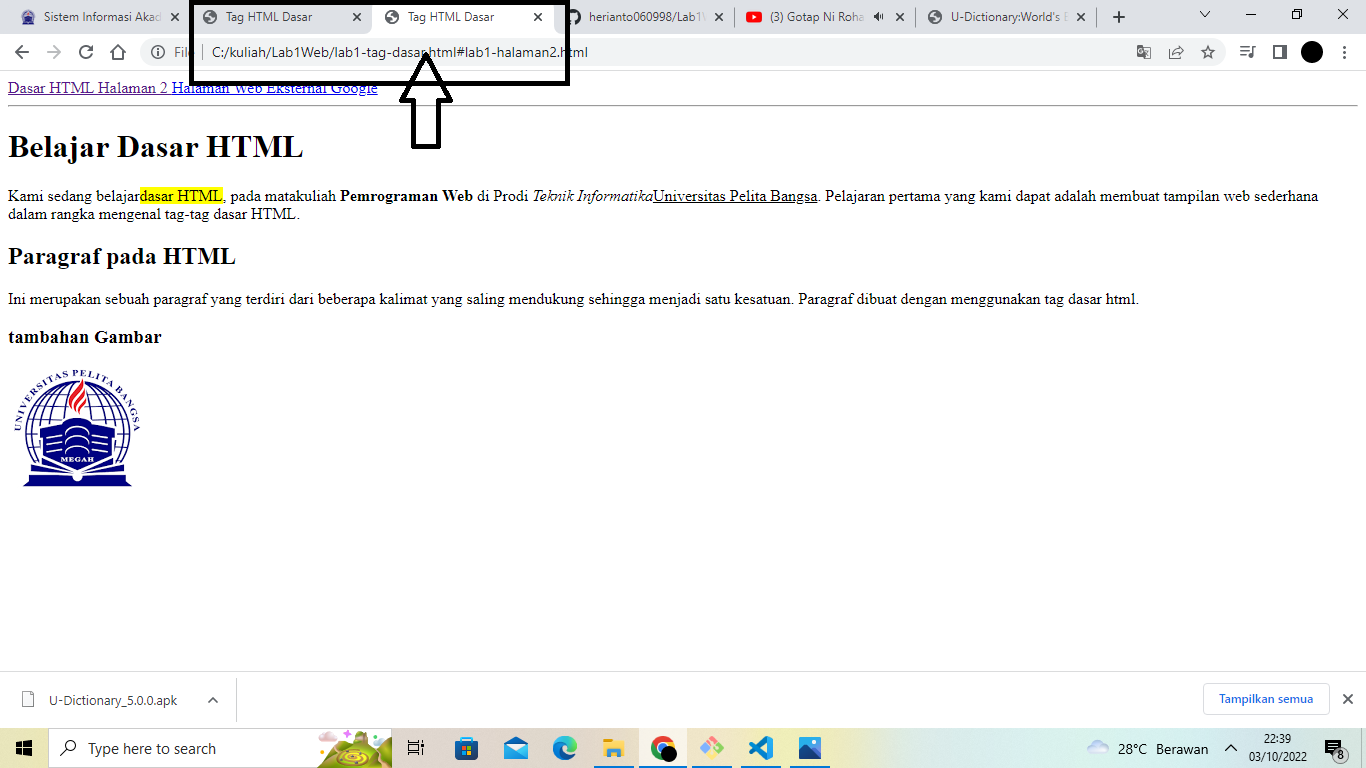 Sistem Informasi Akad
Tag HTML Dasar
Tag HTML Dasar
herianto060998/Lab1W
(3) Gotap Ni Roha
U-Dictionary:World's
C:/kuliah/Lab1Web/lab1-tag-dasar.html#lab1-halaman2.html
Dasar HTML Halaman 2 Halaman Web Eksternal Google
Belajar Dasar HTML
Kami sedang belajardasar HTML, pada matakuliah Pemrograman Web di Prodi Teknik InformatikaUniversitas Pelita Bangsa. Pelajaran pertama yang kami dapat adalah membuat tampilan web sederhana
dalam rangka mengenal tag-tag dasar HTML.
Paragraf pada HTML
Ini merupakan sebuah paragraf yang terdiri dari beberapa kalimat yang saling mendukung sehingga menjadi satu kesatuan. Paragraf dibuat dengan menggunakan tag dasar html.
tambahan Gambar
UNIVERSITAS PELITA BANGSA
MEGAH
U-Dictionary_5.0.0.apk
Tampilkan semua
Type here to search
28°C Berawan
22:39
03/10/2022
8